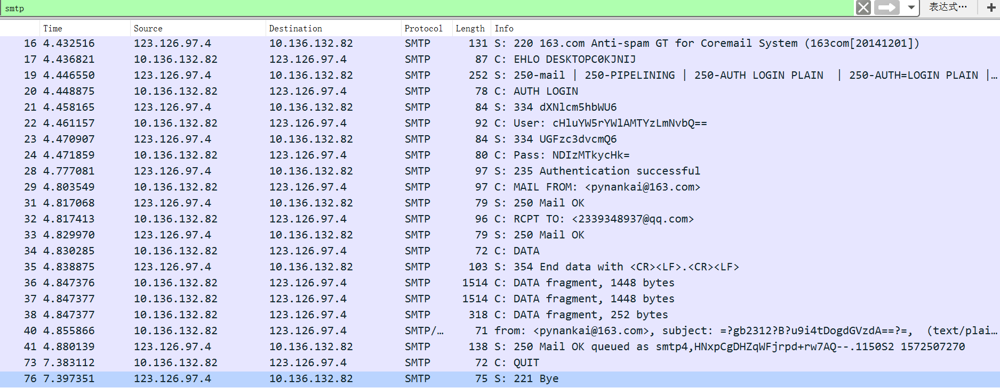 smtp 表达式…
Time Source Destination Protocol Length Info
16 4.432516 123.126.97.4 10.136.132.82 SMTP 131 S: 220 163.com Anti-spam GT for Coremail System (163com[20141201])
17 4.436821 10.136.132.82 123.126.97.4 SMTP 87 C: EHLO DESKTOPC0KJNIJ
19 4.446550 123.126.97.4 10.136.132.82 SMTP 252 S: 250-mail | 250-PIPELINING | 250-AUTH LOGIN PLAIN | 250-AUTH=LOGIN PLAIN |…
20 4.448875 10.136.132.82 123.126.97.4 SMTP 78 C: AUTH LOGIN
21 4.458165 123.126.97.4 10.136.132.82 SMTP 84 S: 334 dXNlcm5hbWU6
22 4.461157 10.136.132.82 123.126.97.4 SMTP 92 C: User: cHluYW5rYWlAMTYzLmNvbQ==
23 4.470907 123.126.97.4 10.136.132.82 SMTP 84 S: 334 UGFzc3dvcmQ6
24 4.471859 10.136.132.82 123.126.97.4 SMTP 80 C: Pass: NDIzMTkycHk=
28 4.777081 123.126.97.4 10.136.132.82 SMTP 97 S: 235 Authentication successful
29 4.803549 10.136.132.82 123.126.97.4 SMTP 97 C: MAIL FROM: <pynankai@163.com>
31 4.817068 123.126.97.4 10.136.132.82 SMTP 79 S: 250 Mail OK
32 4.817413 10.136.132.82 123.126.97.4 SMTP 96 C: RCPT TO: <2339348937@qq.com>
33 4.829970 123.126.97.4 10.136.132.82 SMTP 79 S: 250 Mail OK
34 4.830285 10.136.132.82 123.126.97.4 SMTP 72 C: DATA
35 4.838875 123.126.97.4 10.136.132.82 SMTP 103 S: 354 End data with <CR><LF>.<CR><LF>
36 4.847376 10.136.132.82 123.126.97.4 SMTP 1514 C: DATA fragment, 1448 bytes
37 4.847377 10.136.132.82 123.126.97.4 SMTP 1514 C: DATA fragment, 1448 bytes
38 4.847377 10.136.132.82 123.126.97.4 SMTP 318 C: DATA fragment, 252 bytes
40 4.855866 10.136.132.82 123.126.97.4 SMTP/… 71 from: <pynankai@163.com>, subject: =?gb2312?B?u9i4tDogdGVzdA==?=, (text/plai…
41 4.880139 123.126.97.4 10.136.132.82 SMTP 138 S: 250 Mail OK queued as smtp4,HNxpCgDHZqWFjrpd+rw7AQ--.1150S2 1572507270
73 7.383112 10.136.132.82 123.126.97.4 SMTP 72 C: QUIT
76 7.397351 123.126.97.4 10.136.132.82 SMTP 75 S: 221 Bye